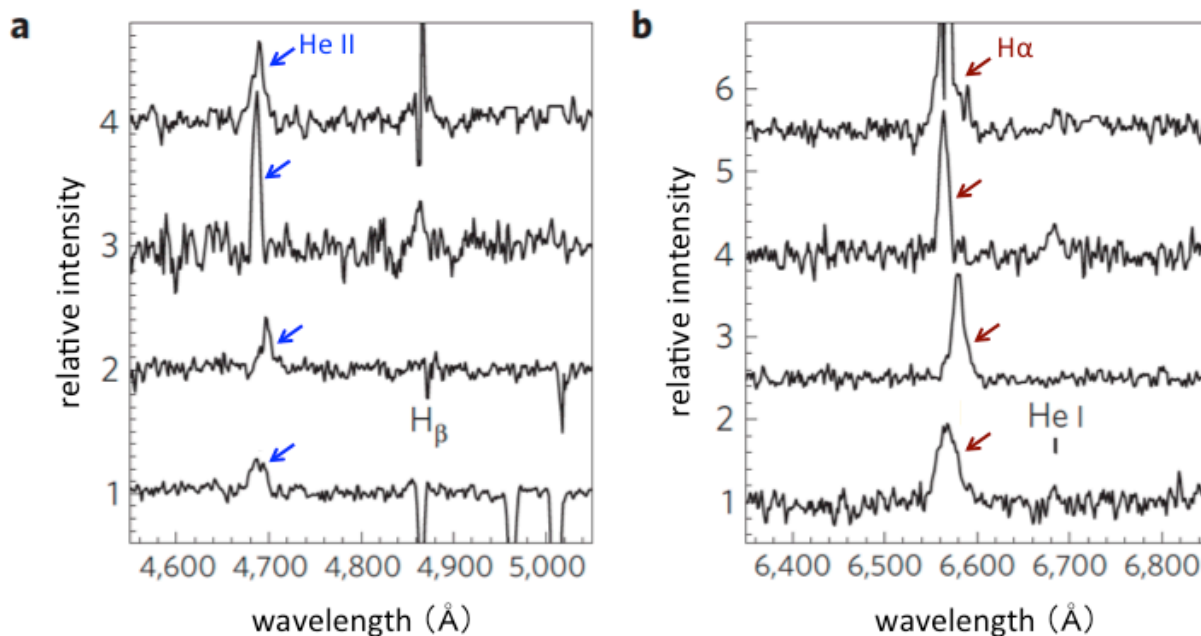 a
He II
4
3
2
1
H_β
relative intensity
4,600 4,700 4,800 4,900 5,000
wavelength (Å)
b
Hα
6
5
4
3
2
1
He I
relative inntensity
6,400 6,500 6,600 6,700 6,800
wavelength (Å)